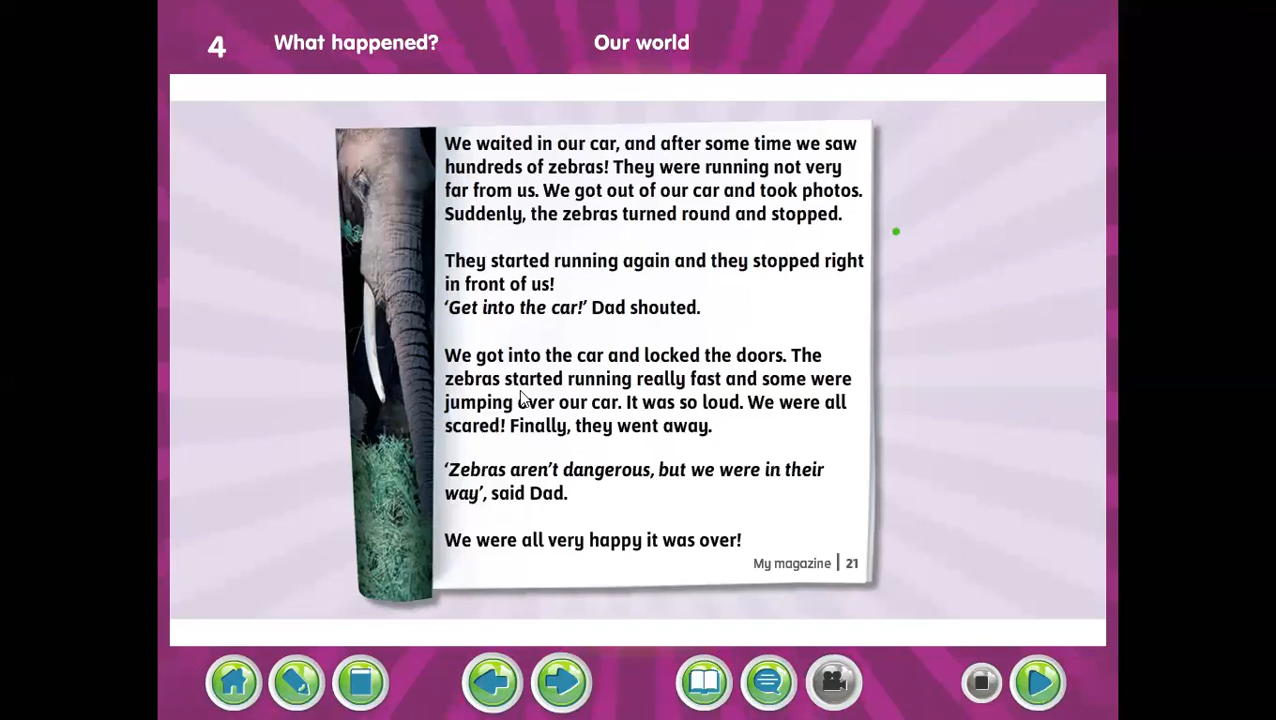 4 What happened? Our world
We waited in our car, and after some time we saw
hundreds of zebras! They were running not very
far from us. We got out of our car and took photos.
Suddenly, the zebras turned round and stopped.
They started running again and they stopped right
in front of us!
‘Get into the car!’ Dad shouted.
We got into the car and locked the doors. The
zebras started running really fast and some were
jumping over our car. It was so loud. We were all
scared! Finally, they went away.
‘Zebras aren’t dangerous, but we were in their
way’, said Dad.
We were all very happy it was over!
My magazine | 21